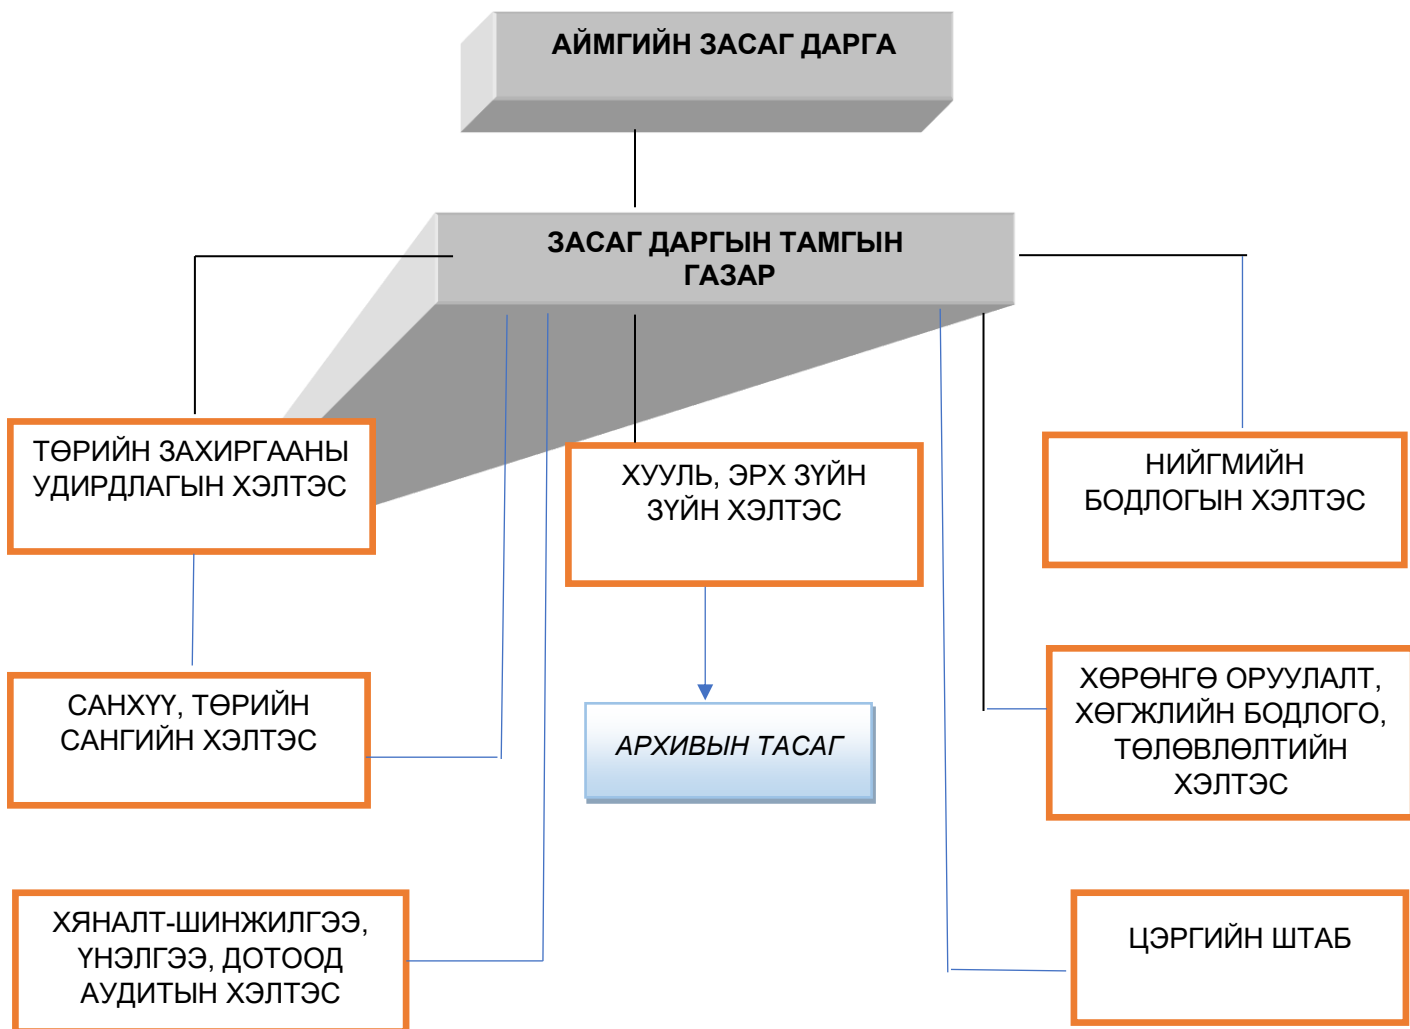 АЙМГИЙН ЗАСАГ ДАРГА
ЗАСАГ ДАРГЫН ТАМГЫН
ГАЗАР
ТӨРИЙН ЗАХИРГААНЫ
УДИРДЛАГЫН ХЭЛТЭС
ХУУЛЬ, ЭРХ ЗҮЙН
ЗҮЙН ХЭЛТЭС
НИЙГМИЙН
БОДЛОГЫН ХЭЛТЭС
САНХҮҮ, ТӨРИЙН
САНГИЙН ХЭЛТЭС
АРХИВЫН ТАСАГ
ХӨРӨНГӨ ОРУУЛАЛТ,
ХӨГЖЛИЙН БОДЛОГО,
ТӨЛӨВЛӨЛТИЙН
ХЭЛТЭС
ХЯНАЛТ-ШИНЖИЛГЭЭ,
ҮНЭЛГЭЭ, ДОТООД
АУДИТЫН ХЭЛТЭС
ЦЭРГИЙН ШТАБ